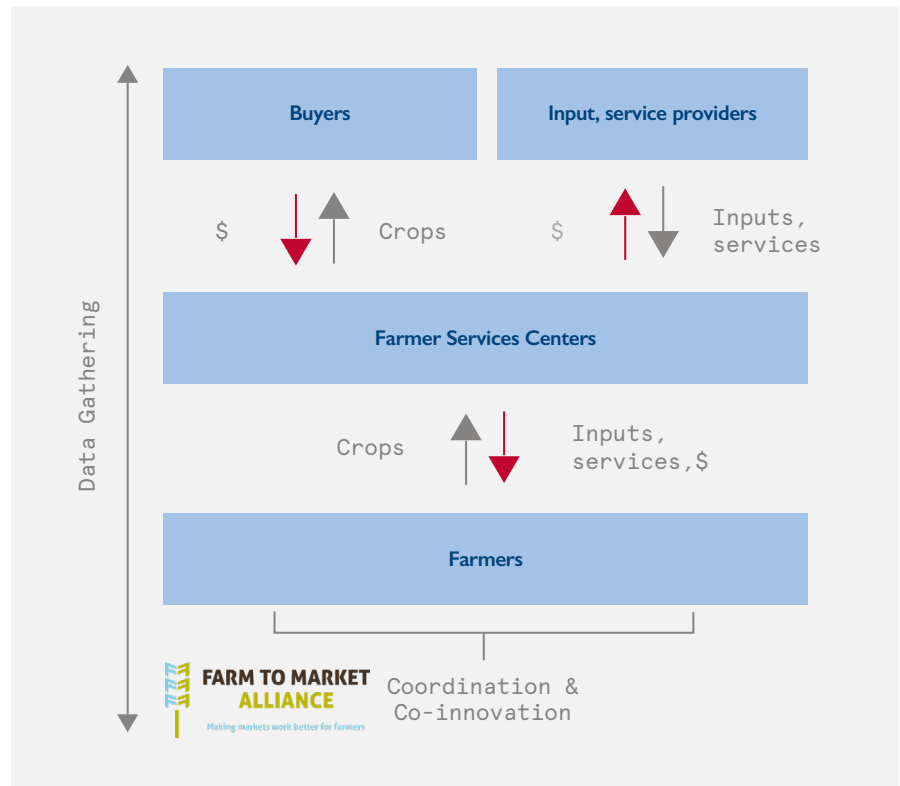 Buyers
Input, service providers
$
Crops
$
Inputs,
services
Data Gathering
Farmer Services Centers
Crops
Inputs,
services,$
Farmers
FARM TO MARKET
ALLIANCE
Making markets work better for farmers
Coordination &
Co-innovation